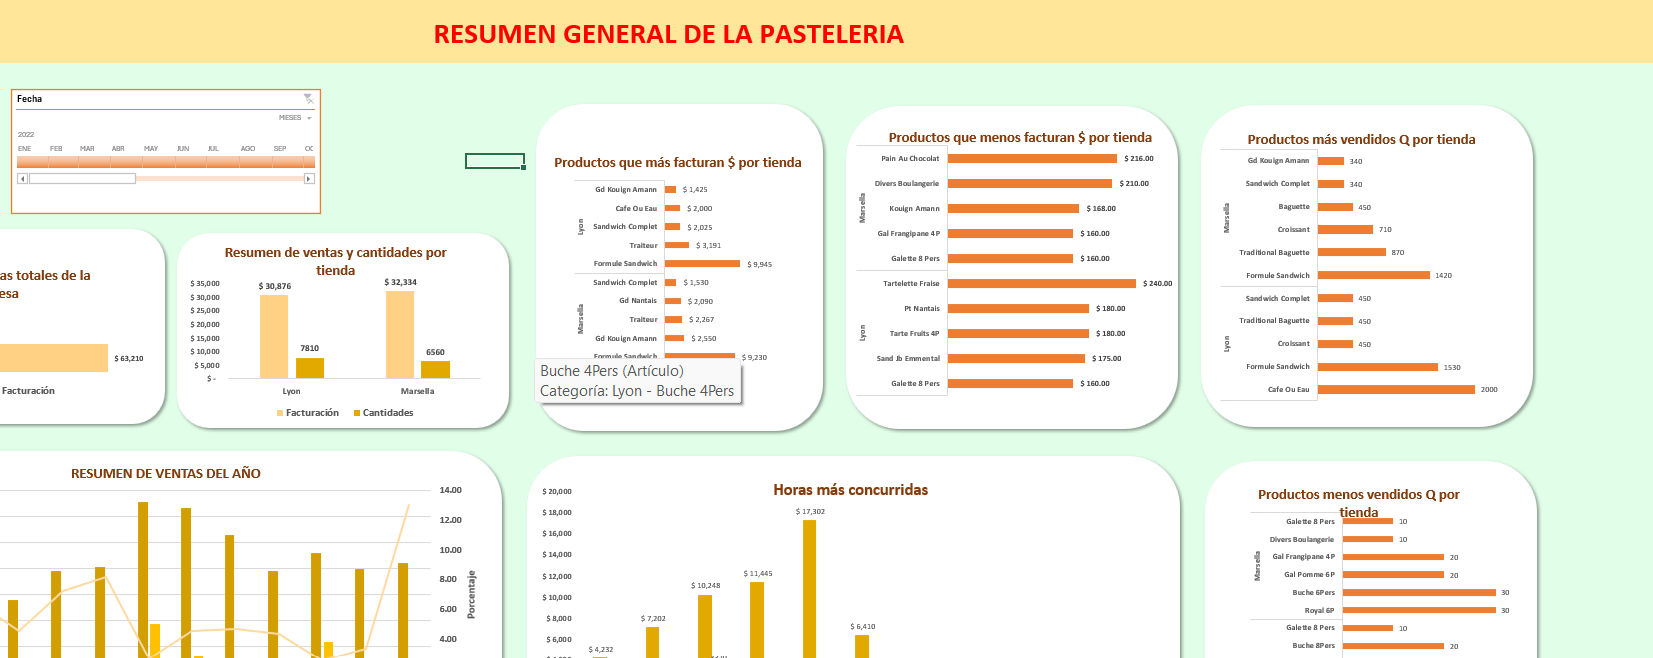 RESUMEN GENERAL DE LA PASTELERIA
Fecha
MESES
2022
ENE FEB MAR ABR MAY JUN JUL AGO SEP OC
as totales de la
esa
$ 63,210
Facturación
Resumen de ventas y cantidades por
tienda
$ 35,000
$ 30,000
$ 25,000
$ 20,000
$ 15,000
$ 10,000
$ 5,000
$ -
$ 30,876
7810
$ 32,334
6560
Lyon
Marsella
Facturación
Cantidades
Productos que más facturan $ por tienda
Lyon
Gd Kouign Amann $ 1,425
Cafe Ou Eau $ 2,000
Sandwich Complet $ 2,025
Traiteur $ 3,191
Formule Sandwich $ 9,945
Marsella
Sandwich Complet $ 1,530
Gd Nantais $ 2,090
Traiteur $ 2,267
Gd Kouign Amann $ 2,550
Formule Sandwich $ 9,230
Buche 4Pers (Artículo)
Categoría: Lyon - Buche 4Pers
Productos que menos facturan $ por tienda
Marsella
Pain Au Chocolat $ 216.00
Divers Boulangerie $ 210.00
Kouign Amann $ 168.00
Gal Frangipane 4P $ 160.00
Galette 8 Pers $ 160.00
Lyon
Tartelette Fraise $ 240.00
Pt Nantais $ 180.00
Tarte Fruits 4P $ 180.00
Sand Jb Emmental $ 175.00
Galette 8 Pers $ 160.00
Productos más vendidos Q por tienda
Marsella
Gd Kouign Amann 340
Sandwich Complet 340
Baguette 450
Croissant 710
Traditional Baguette 870
Formule Sandwich 1420
Lyon
Sandwich Complet 450
Traditional Baguette 450
Croissant 450
Formule Sandwich 1530
Cafe Ou Eau 2000
RESUMEN DE VENTAS DEL AÑO
14.00
12.00
10.00
8.00
6.00
4.00
Porcentaje
Horas más concurridas
$ 20,000
$ 18,000
$ 16,000
$ 14,000
$ 12,000
$ 10,000
$ 8,000
$ 6,000
$ 4,232
$ 7,202
$ 10,248
$ 11,445
$ 17,302
$ 6,410
Productos menos vendidos Q por
tienda
Marsella
Galette 8 Pers 10
Divers Boulangerie 10
Gal Frangipane 4P 20
Gal Pomme 6P 20
Buche 6Pers 30
Royal 6P 30
Galette 8 Pers 10
Buche 8Pers 20